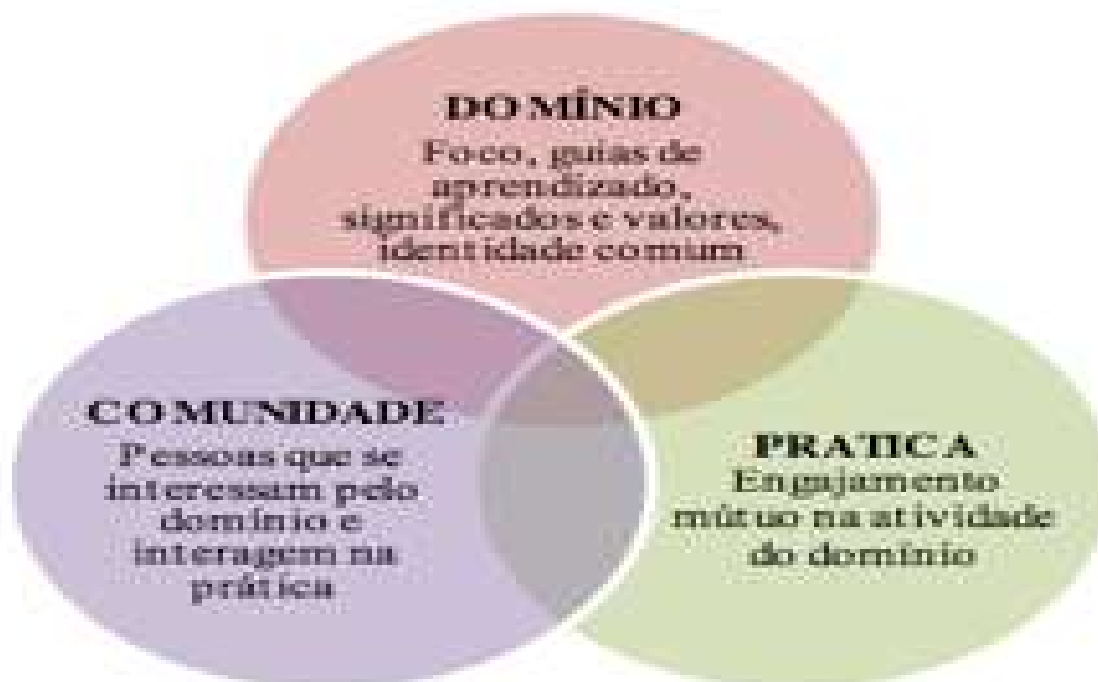 DOMÍNIO
Foco, guias de
aprendizado,
significados e valores,
identidade comum
COMUNIDADE
Pessoas que se
interessam pelo
domínio e
interagem na
prática
PRATICA
Engajamento
mútuo na atividade
do domínio